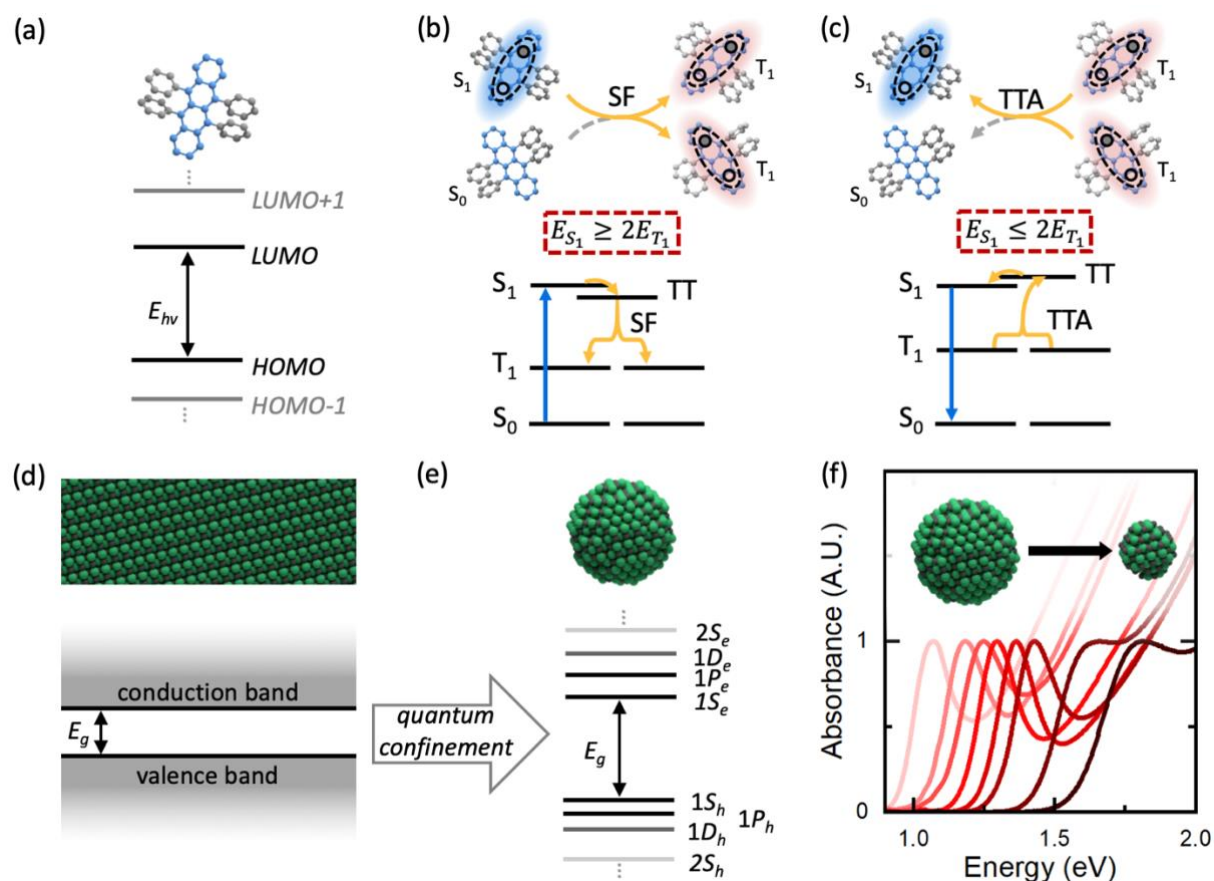 (a)
LUMO+1
LUMO
E_hv
HOMO
HOMO-1
(b)
S₁
S₀
SF
T₁
T₁
E_S₁ ≥ 2E_T₁
S₁
TT
SF
T₁
S₀
(c)
S₁
S₀
TTA
T₁
T₁
E_S₁ ≤ 2E_T₁
S₁
TT
TTA
T₁
S₀
(d)
conduction band
E_g
valence band
quantum
confinement
(e)
2S_e
1D_e
1P_e
1S_e
E_g
1S_h
1P_h
1D_h
2S_h
(f)
Absorbance (A.U.)
1
0
1.0
1.5
2.0
Energy (eV)